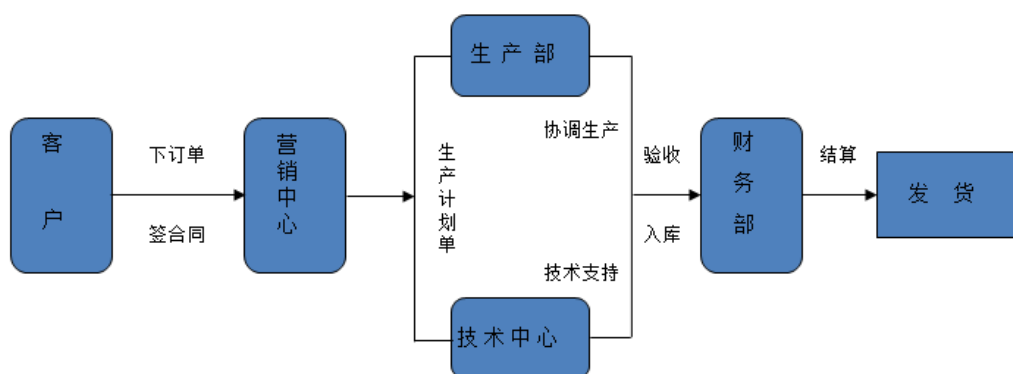 客户
下订单
签合同
营销中心
生产计划单
生产部
协调生产
技术支持
技术中心
验收
入库
财务部
结算
发货